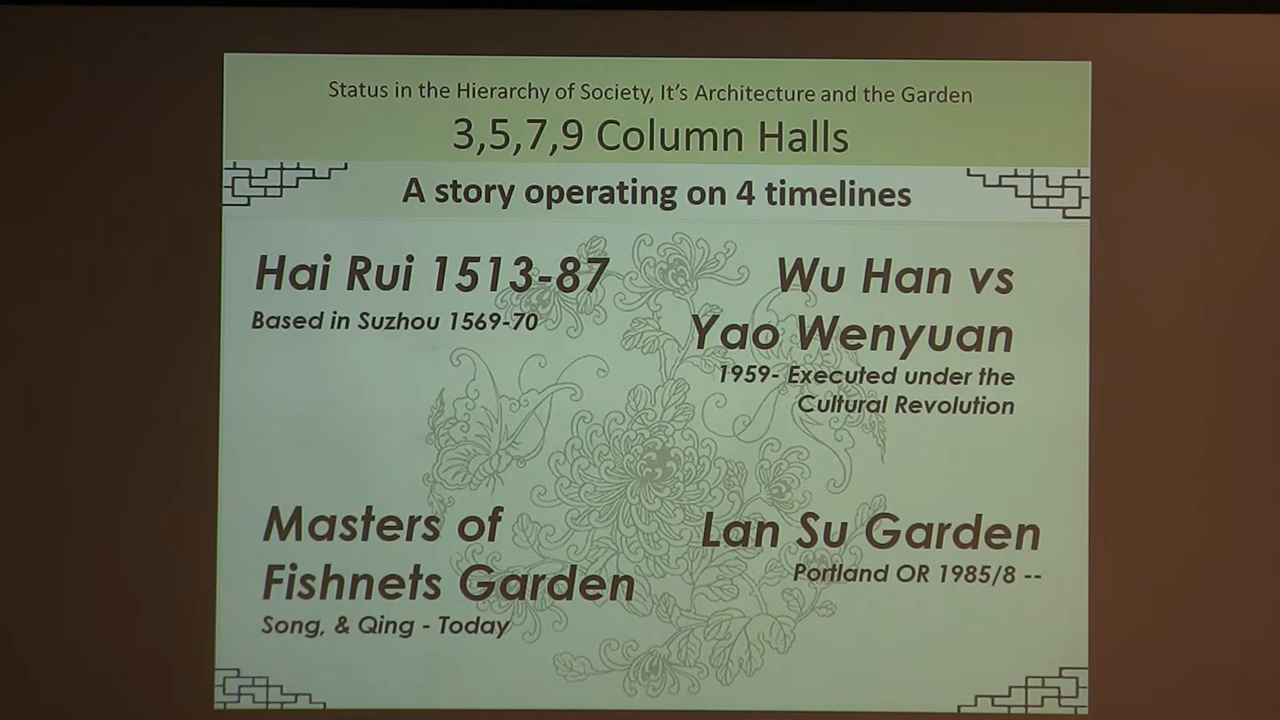 Status in the Hierarchy of Society, It's Architecture and the Garden
3,5,7,9 Column Halls
A story operating on 4 timelines
Hai Rui 1513-87
Based in Suzhou 1569-70
Wu Han vs
Yao Wenyuan
1959- Executed under the
Cultural Revolution
Masters of
Fishnets Garden
Song, & Qing - Today
Lan Su Garden
Portland OR 1985/8 --